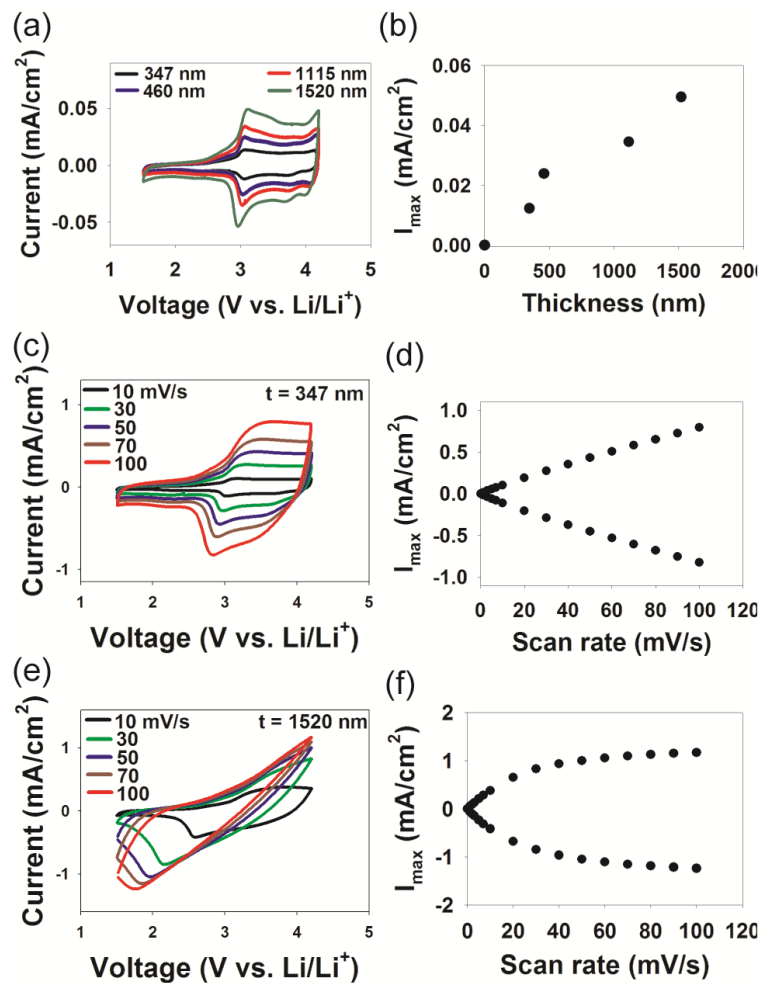 (a)
347 nm 1115 nm
460 nm 1520 nm
Current (mA/cm²)
0.05
0.00
-0.05
1 2 3 4 5
Voltage (V vs. Li/Li⁺)
(b)
I_max (mA/cm²)
0.06
0.04
0.02
0.00
0 500 1000 1500 2000
Thickness (nm)
(c)
10 mV/s t = 347 nm
30
50
70
100
Current (mA/cm²)
1
0
-1
1 2 3 4 5
Voltage (V vs. Li/Li⁺)
(d)
I_max (mA/cm²)
1.0
0.5
0.0
-0.5
-1.0
0 20 40 60 80 100 120
Scan rate (mV/s)
(e)
10 mV/s t = 1520 nm
30
50
70
100
Current (mA/cm²)
1
0
-1
1 2 3 4 5
Voltage (V vs. Li/Li⁺)
(f)
I_max (mA/cm²)
2
1
0
-1
-2
0 20 40 60 80 100 120
Scan rate (mV/s)